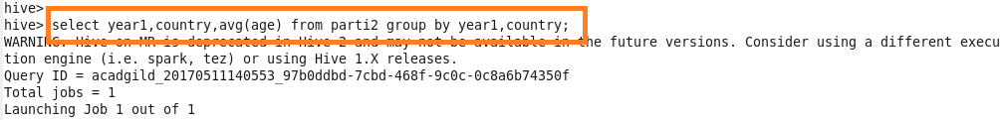 hive>
hive> select year1,country,avg(age) from parti2 group by year1,country;
WARNING: Hive-on-MR is deprecated in Hive 2 and may not be available in the future versions. Consider using a different execu
tion engine (i.e. spark, tez) or using Hive 1.X releases.
Query ID = acadgild_20170511140553_97b0ddbd-7cbd-468f-9c0c-0c8a6b74350f
Total jobs = 1
Launching Job 1 out of 1